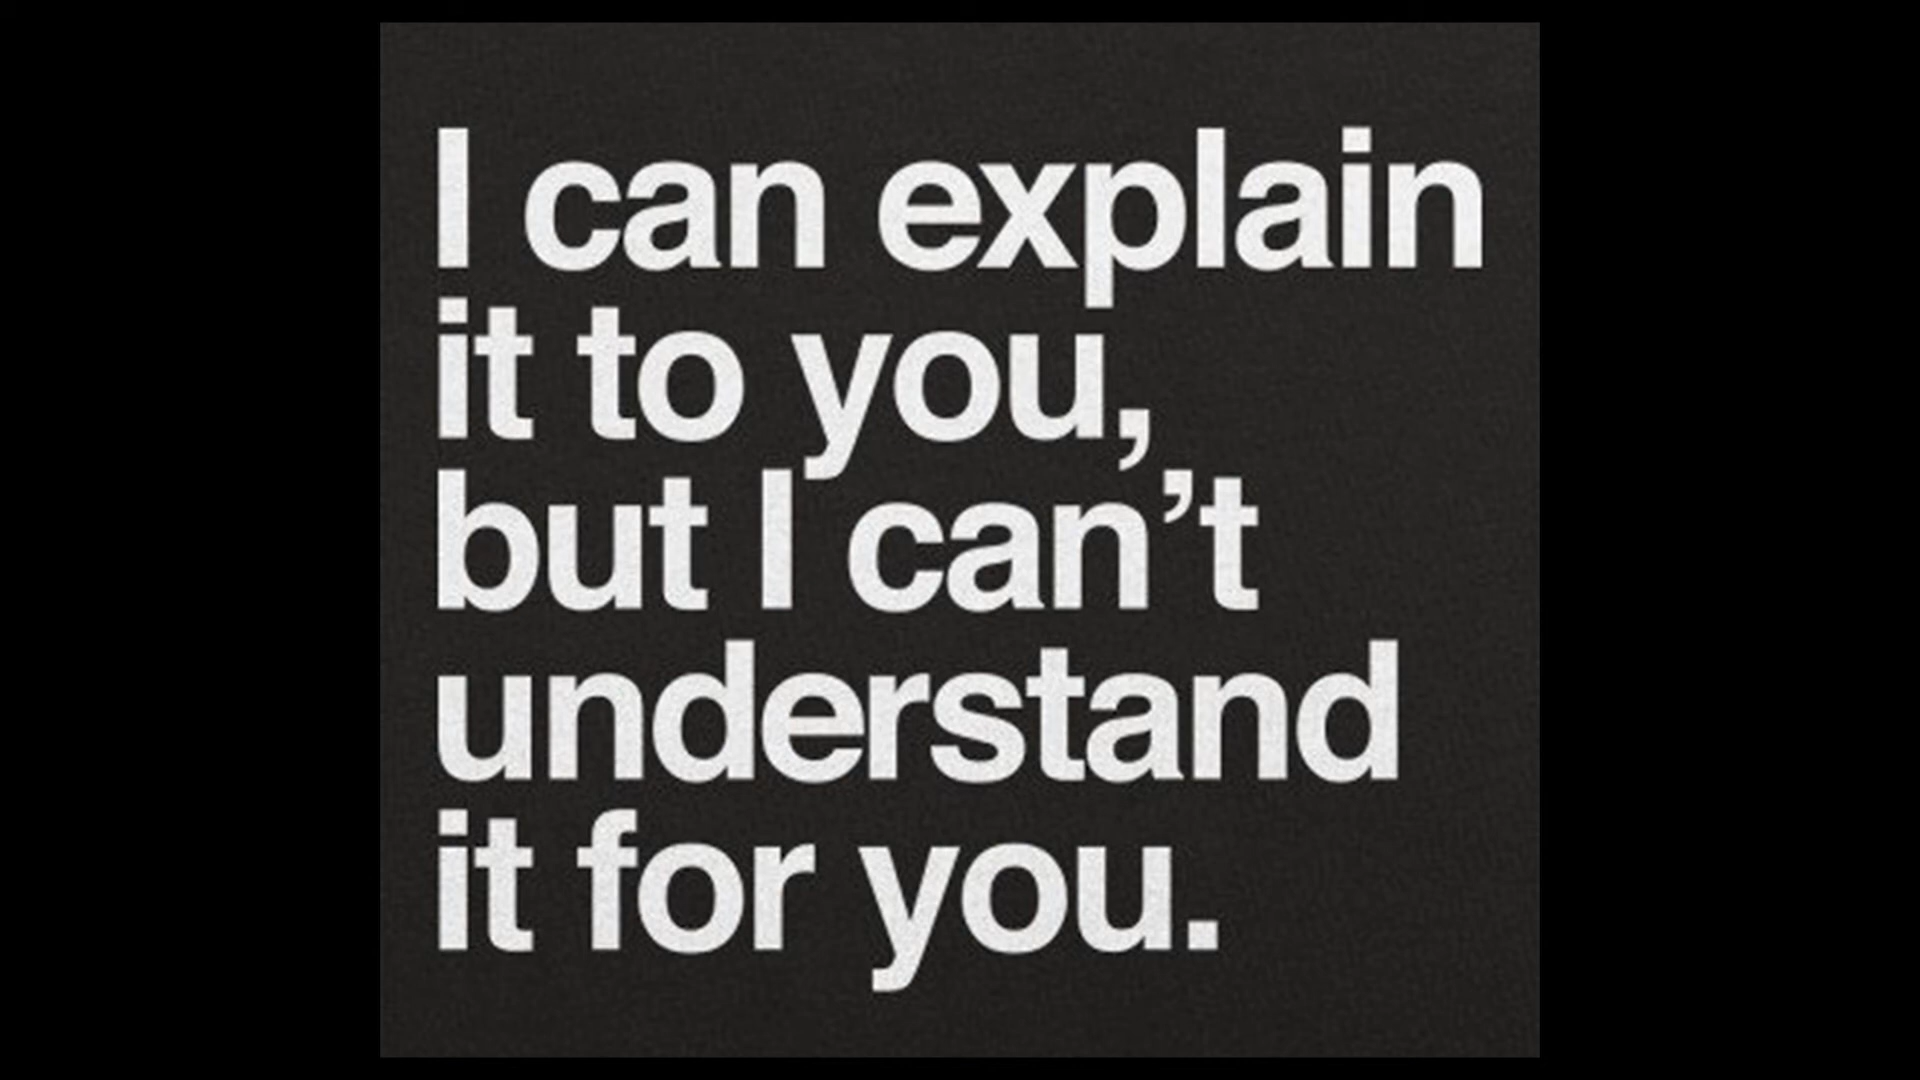 I can explain
it to you,
but I can’t
understand
it for you.